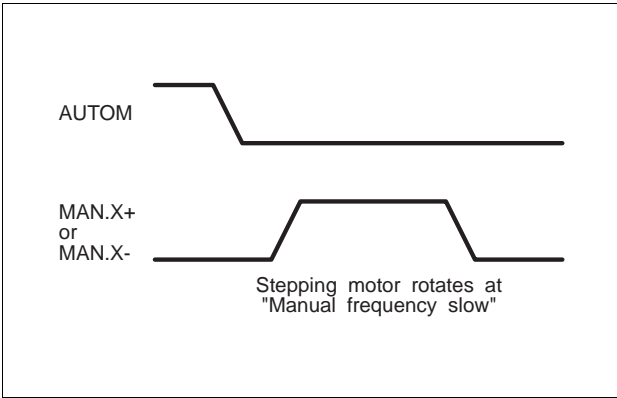 AUTOM
MAN.X+
or
MAN.X-
Stepping motor rotates at
"Manual frequency slow"